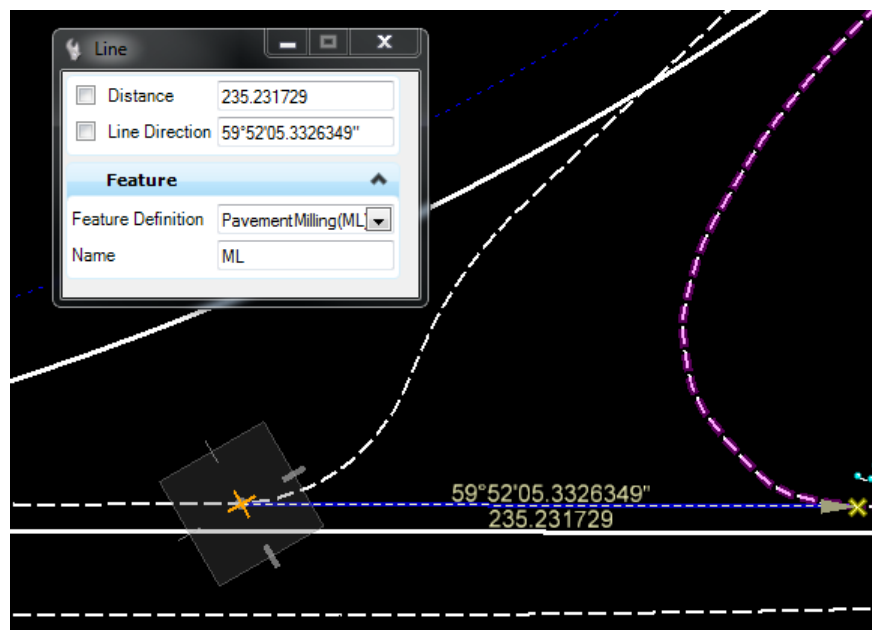 Line
Distance 235.231729
Line Direction 59°52'05.3326349"
Feature
Feature Definition PavementMilling(ML)
Name ML
59°52'05.3326349"
235.231729